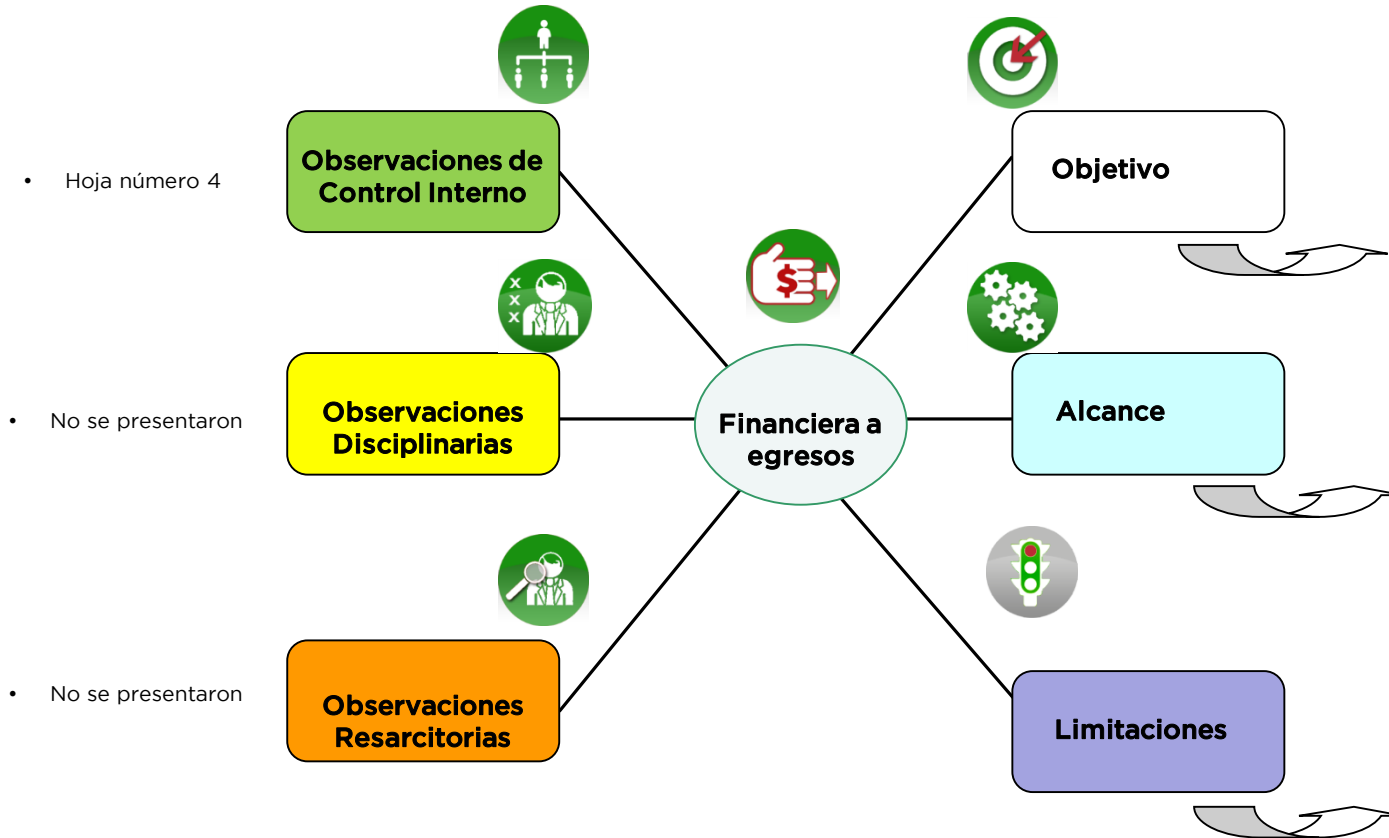 • Hoja número 4
Observaciones de
Control Interno
Objetivo
x
x
x
$
• No se presentaron
Observaciones
Disciplinarias
Financiera a
egresos
Alcance
• No se presentaron
Observaciones
Resarcitorias
Limitaciones